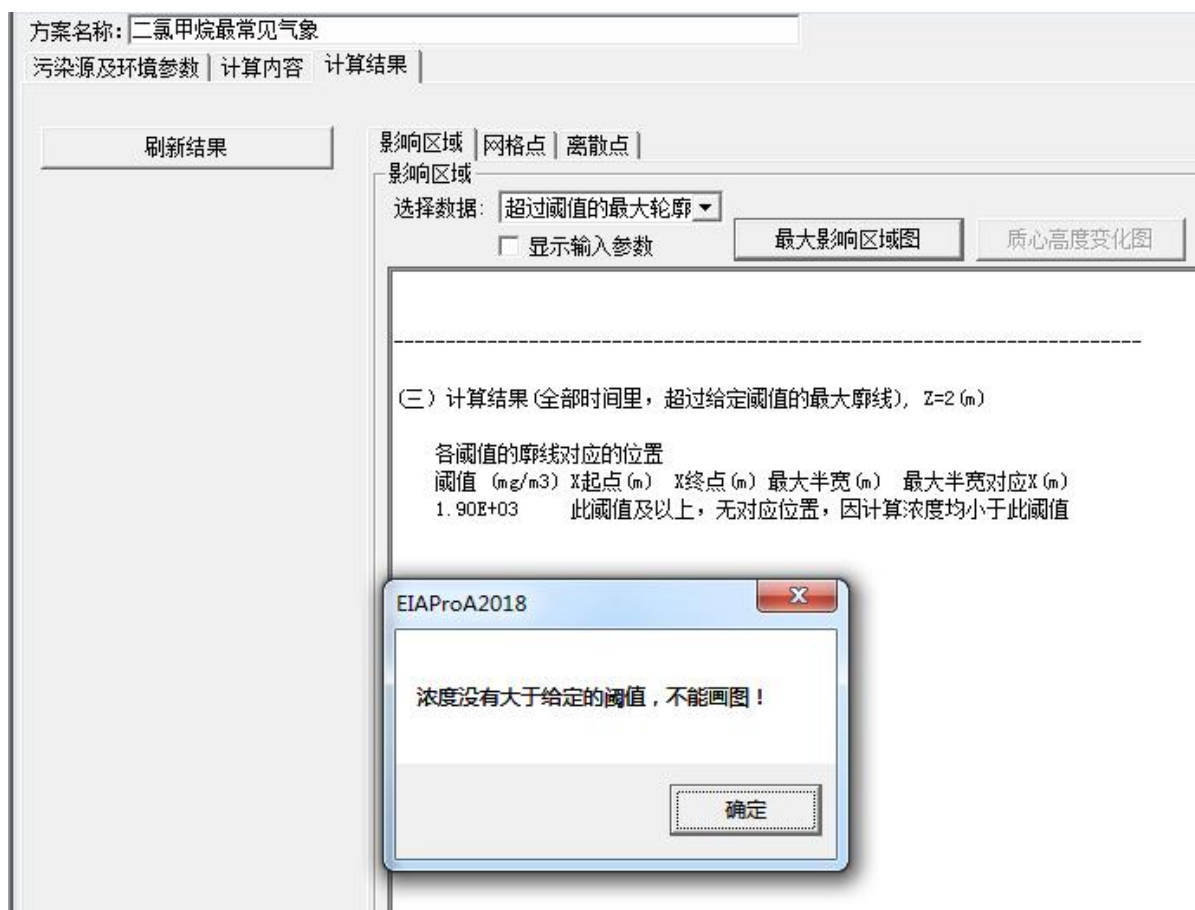 方案名称: 二氯甲烷最常见气象
污染源及环境参数 计算内容 计算结果
刷新结果
影响区域 网格点 离散点
影响区域
选择数据: 超过阈值的最大轮廓
显示输入参数
最大影响区域图
质心高度变化图
--------------------------------------------------------------------------
(三)计算结果(全部时间里,超过给定阈值的最大廓线), Z=2(m)
各阈值的廓线对应的位置
阈值 (mg/m3) X起点(m) X终点(m) 最大半宽(m) 最大半宽对应X(m)
1.90E+03 此阈值及以上,无对应位置,因计算浓度均小于此阈值
EIAProA2018
浓度没有大于给定的阈值,不能画图!
确定